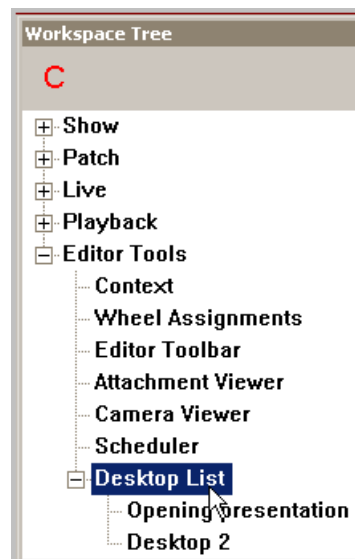 Workspace Tree
C
Show
Patch
Live
Playback
Editor Tools
Context
Wheel Assignments
Editor Toolbar
Attachment Viewer
Camera Viewer
Scheduler
Desktop List
Opening presentation
Desktop 2